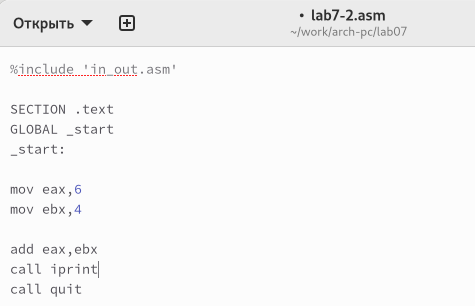 Открыть
• lab7-2.asm
~/work/arch-pc/lab07
%include 'in_out.asm'
SECTION .text
GLOBAL _start
_start:
mov eax,6
mov ebx,4
add eax,ebx
call iprint
call quit